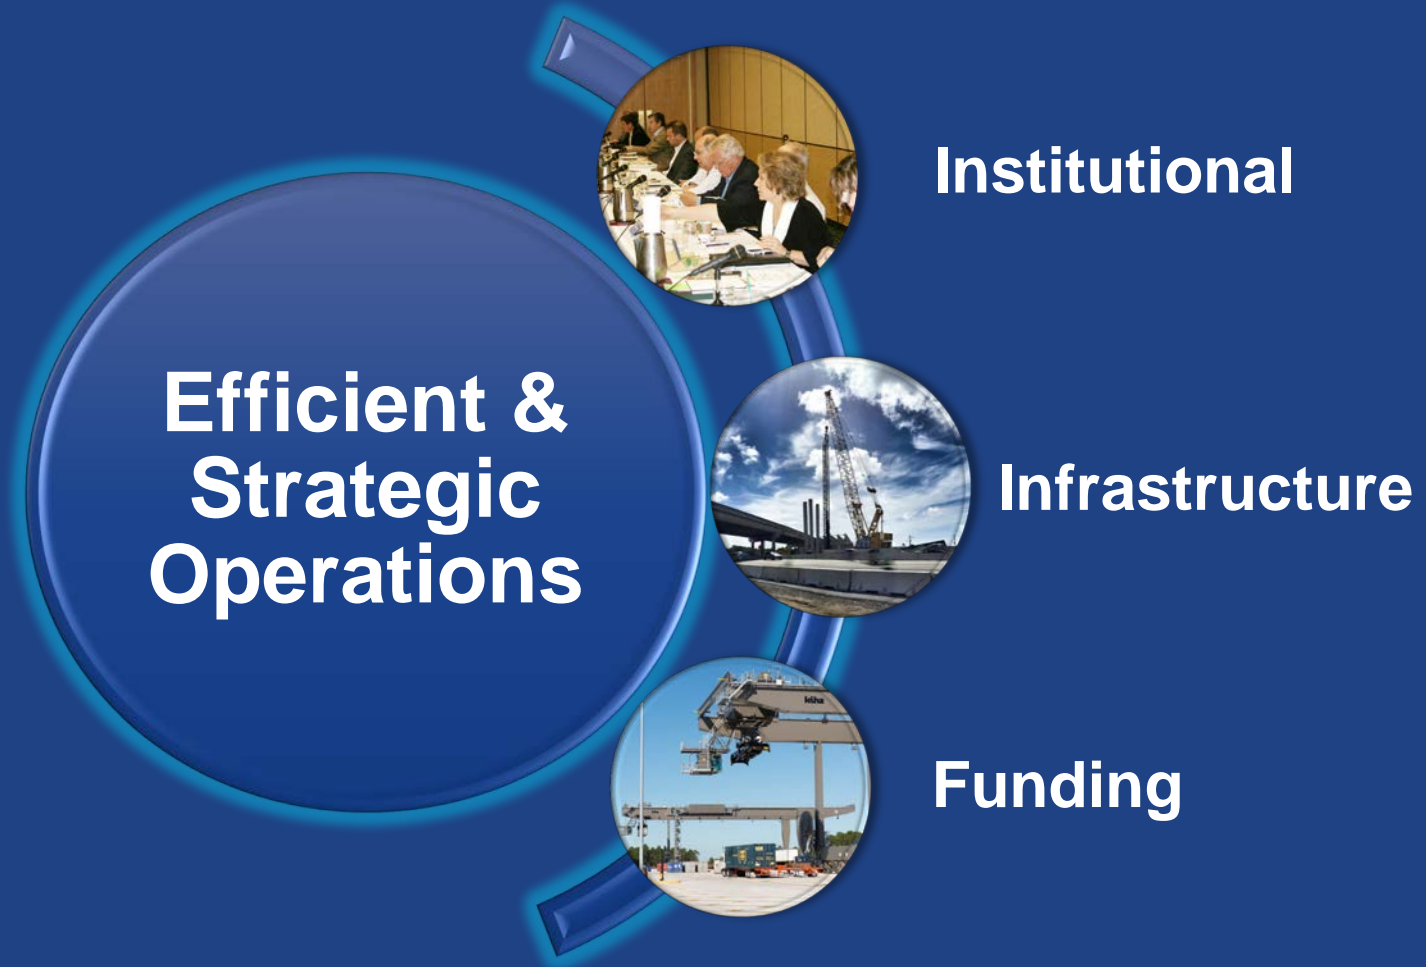 Institutional
Efficient &
Strategic
Operations
Infrastructure
Funding